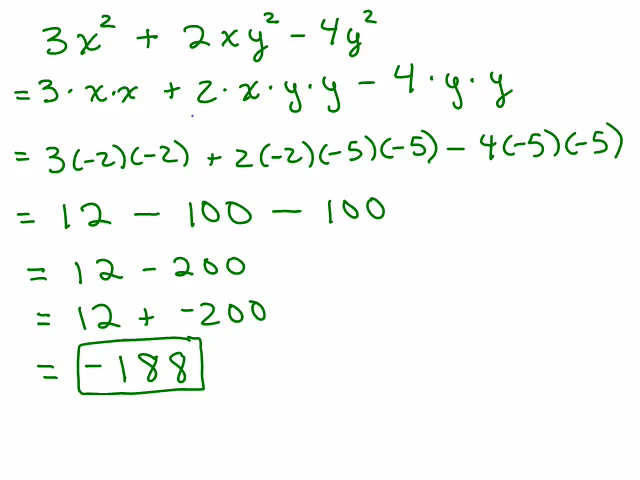 3x² + 2xy² - 4y²
= 3 · x · x + 2 · x · y · y - 4 · y · y
= 3(-2)(-2) + 2(-2)(-5)(-5) - 4(-5)(-5)
= 12 - 100 - 100
= 12 - 200
= 12 + -200
= -188